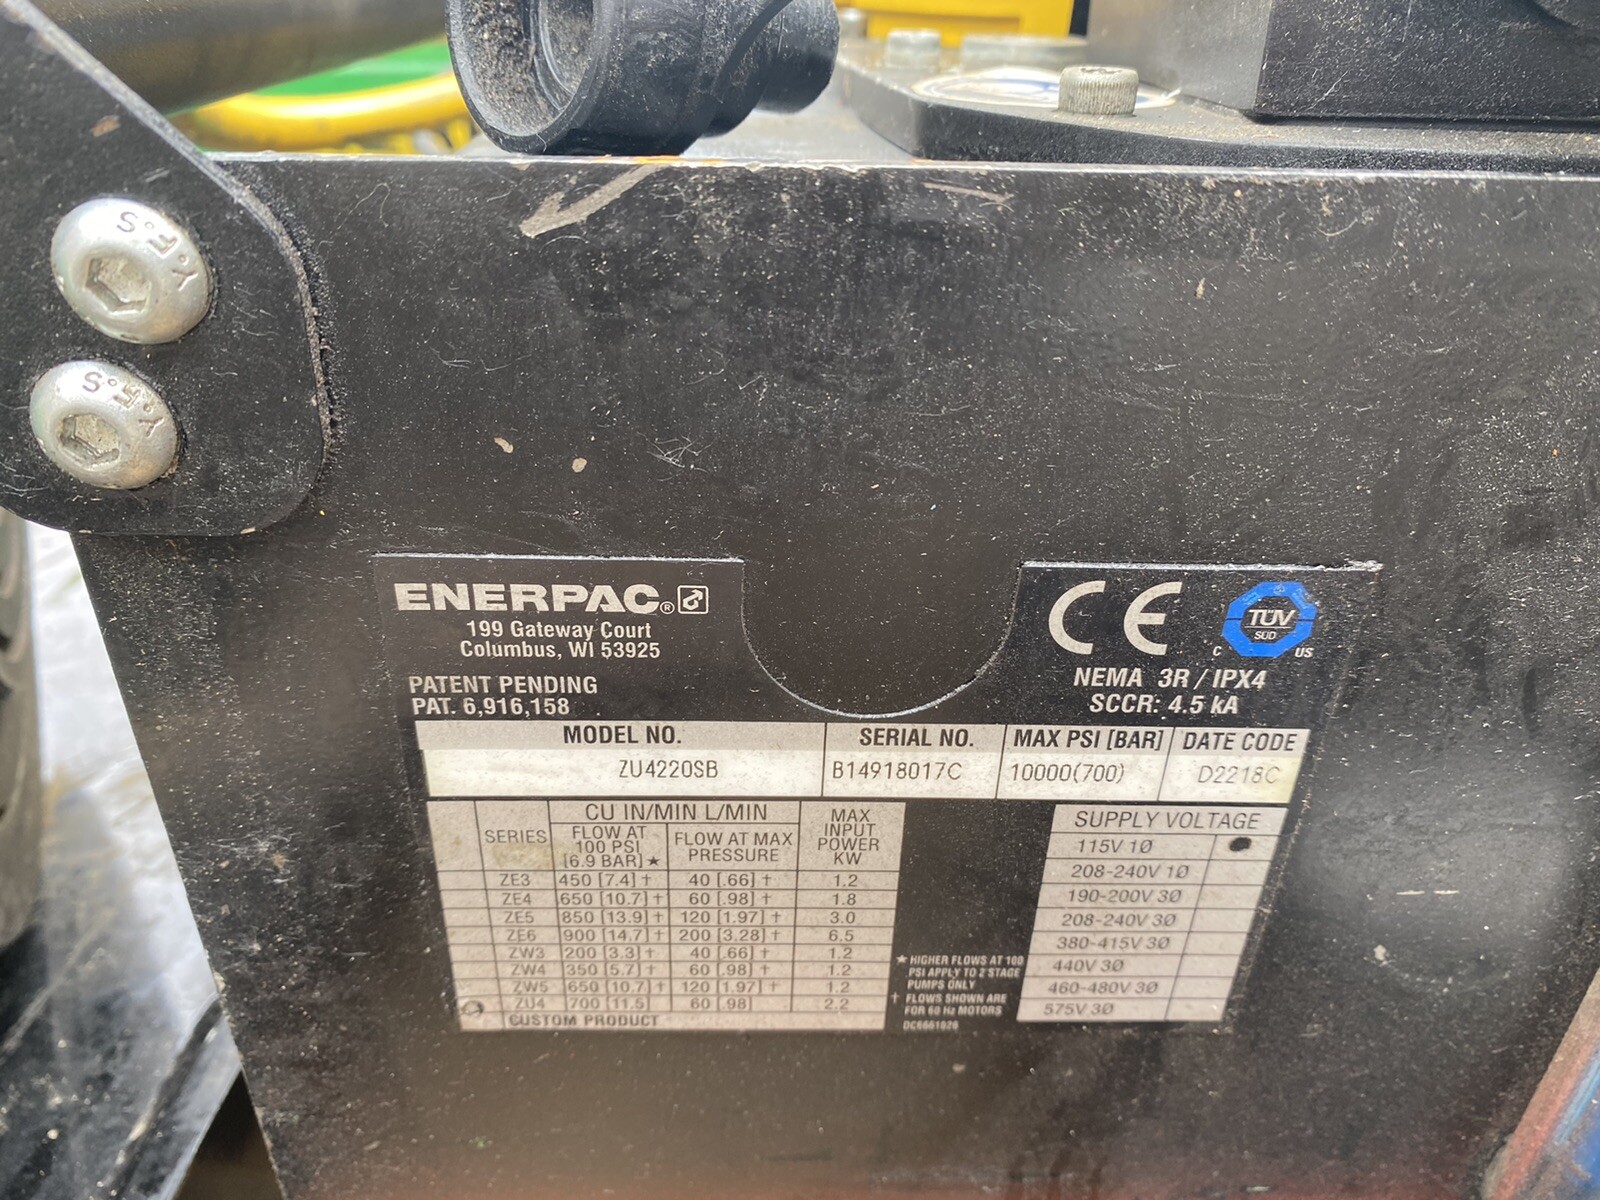 S.F.Y
S.F.Y
ENERPAC®
199 Gateway Court
Columbus, WI 53925
PATENT PENDING
PAT. 6,916,158
CE
TÜV
SÜD
C US
NEMA 3R / IPX4
SCCR: 4.5 kA
MODEL NO. SERIAL NO. MAX PSI [BAR] DATE CODE
ZU4220SB B14918017C 10000(700) D2218C
SERIES CU IN/MIN L/MIN MAX INPUT POWER KW
FLOW AT 100 PSI [6.9 BAR] ★ FLOW AT MAX PRESSURE
ZE3 450 [7.4] † 40 [.66] † 1.2
ZE4 650 [10.7] † 60 [.98] † 1.8
ZE5 850 [13.9] † 120 [1.97] † 3.0
ZE6 900 [14.7] † 200 [3.28] † 6.5
ZW3 200 [3.3] † 40 [.66] † 1.2
ZW4 350 [5.7] † 60 [.98] † 1.2
ZW5 650 [10.7] † 120 [1.97] † 1.2
ZU4 700 [11.5] 60 [.98] 2.2
CUSTOM PRODUCT
★ HIGHER FLOWS AT 100
PSI APPLY TO 2 STAGE
PUMPS ONLY
† FLOWS SHOWN ARE
FOR 60 Hz MOTORS
SUPPLY VOLTAGE
115V 1Ø ●
208-240V 1Ø
190-200V 3Ø
208-240V 3Ø
380-415V 3Ø
440V 3Ø
460-480V 3Ø
575V 3Ø